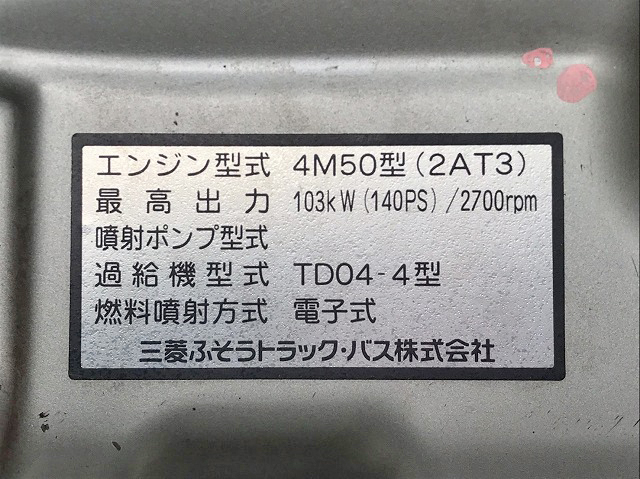 エンジン型式 4M50型(2AT3)
最高出力 103kW(140PS)/2700rpm
噴射ポンプ型式
過給機型式 TD04-4型
燃料噴射方式 電子式
三菱ふそうトラック・バス株式会社